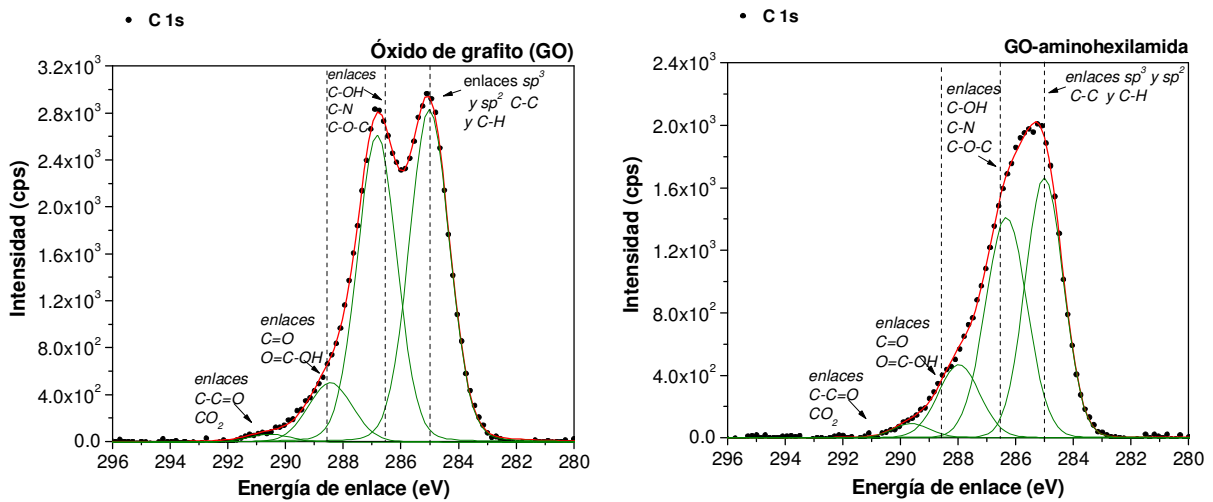 • C 1s
Óxido de grafito (GO)
3.2x10³
2.8x10³
2.4x10³
2.0x10³
1.6x10³
1.2x10³
8.0x10²
4.0x10²
0.0
Intensidad (cps)
enlaces
C-OH
C-N
C-O-C
enlaces sp³
y sp² C-C
y C-H
enlaces
C=O
O=C-OH
enlaces
C-C=O
CO₂
296 294 292 290 288 286 284 282 280
Energía de enlace (eV)
• C 1s
GO-aminohexilamida
2.4x10³
2.0x10³
1.6x10³
1.2x10³
8.0x10²
4.0x10²
0.0
Intensidad (cps)
enlaces
C-OH
C-N
C-O-C
enlaces sp³ y sp²
C-C y C-H
enlaces
C=O
O=C-OH
enlaces
C-C=O
CO₂
296 294 292 290 288 286 284 282 280
Energía de enlace (eV)